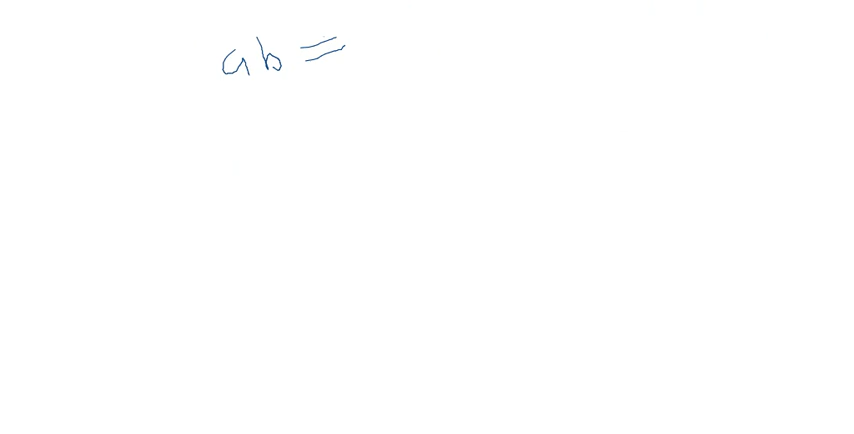 ab =